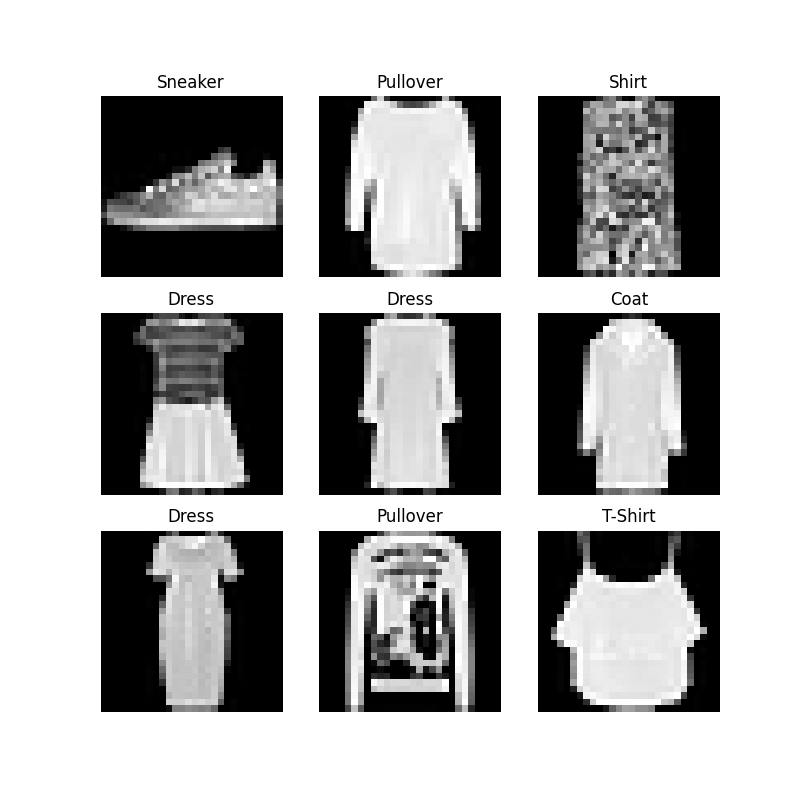 Sneaker
Pullover
Shirt
Dress
Dress
Coat
Dress
Pullover
T-Shirt